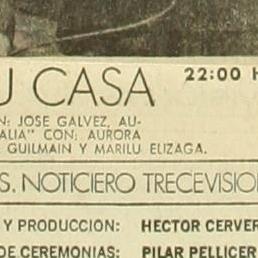 U CASA 22:00 H
N: JOSE GALVEZ, AU-
ALIA" CON: AURORA
GUILMAIN Y MARILU ELIZAGA.
S. NOTICIERO TRECEVISION
Y PRODUCCION: HECTOR CERVER
DE CEREMONIAS: PILAR PELLICER